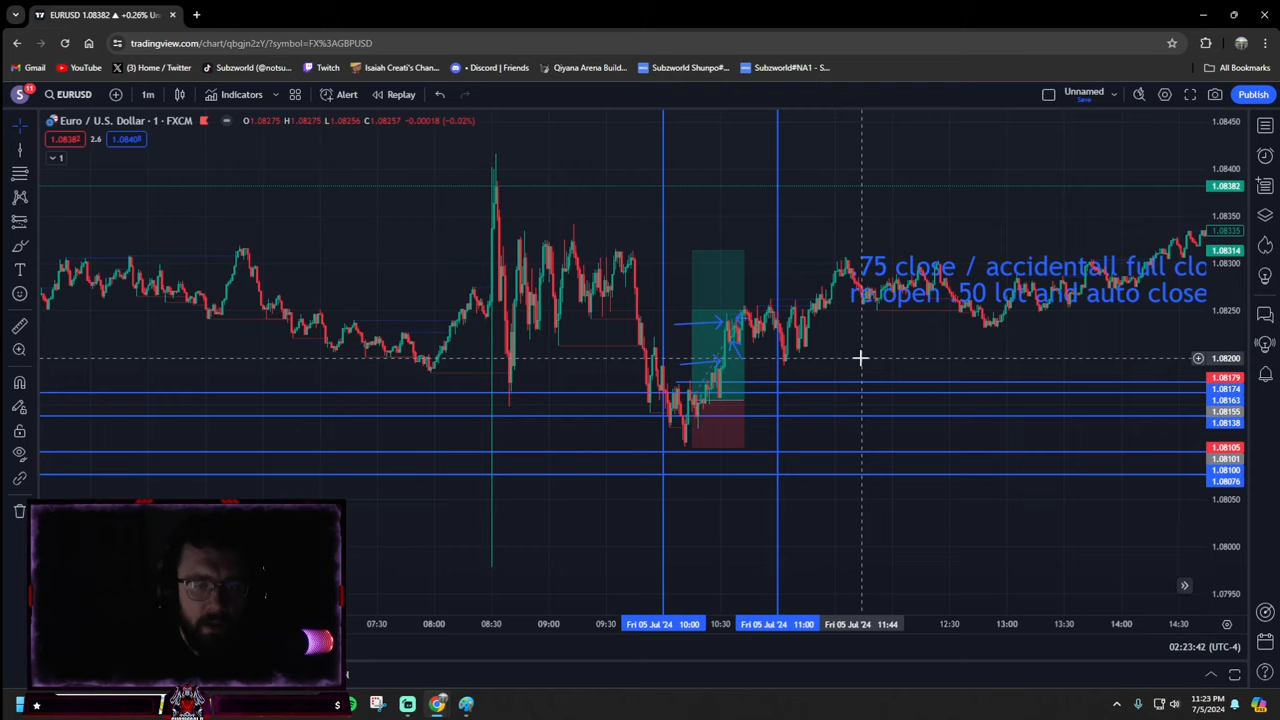 EURUSD 1.08382 ▲ +0.26% Un
tradingview.com/chart/qbgjn2zY/?symbol=FX%3AGBPUSD
Gmail
YouTube
(3) Home / Twitter
Subzworld (@notsu...
Twitch
Isaiah Creati's Chan...
Discord | Friends
Qiyana Arena Build...
Subzworld Shunpo#...
Subzworld#NA1 - S...
All Bookmarks
S
11
EURUSD
1m
Indicators
Alert
Replay
Unnamed
Save
Publish
Euro / U.S. Dollar · 1 · FXCM
O1.08275 H1.08275 L1.08256 C1.08257 -0.00018 (-0.02%)
1.08382
2.6
1.08408
1
75 close / accidentall full clo
re open .50 lot and auto close
1.08450
1.08400
1.08382
1.08350
1.08335
1.08314
1.08300
1.08250
1.08200
1.08179
1.08174
1.08163
1.08155
1.08138
1.08105
1.08101
1.08100
1.08076
1.08050
1.08000
1.07950
07:30
08:00
08:30
09:00
09:30
Fri 05 Jul '24 10:00
10:30
Fri 05 Jul '24 11:00
Fri 05 Jul '24 11:44
12:30
13:00
13:30
14:00
14:30
02:23:42 (UTC-4)
$
11:23 PM
7/5/2024